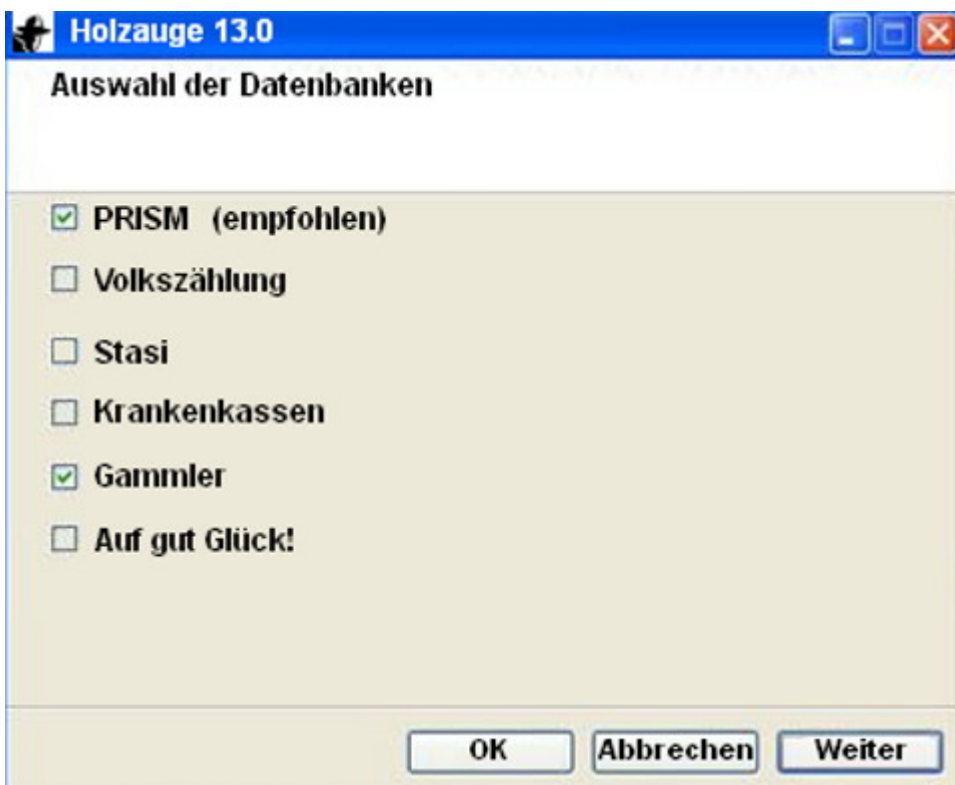 Holzauge 13.0
Auswahl der Datenbanken
PRISM (empfohlen)
Volkszählung
Stasi
Krankenkassen
Gammler
Auf gut Glück!
OK Abbrechen Weiter